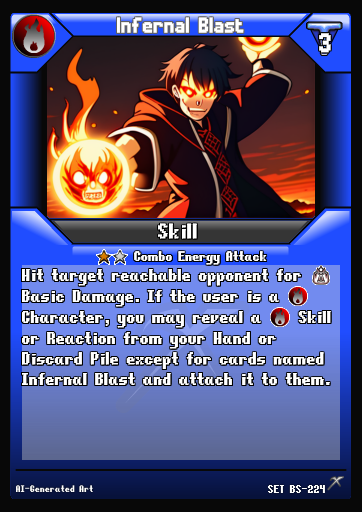 Infernal Blast
3
Skill
Combo Energy Attack
Hit target reachable opponent for
Basic Damage. If the user is a
Character, you may reveal a Skill
or Reaction from your Hand or
Discard Pile except for cards named
Infernal Blast and attach it to them.
AI-Generated Art
SET BS-224